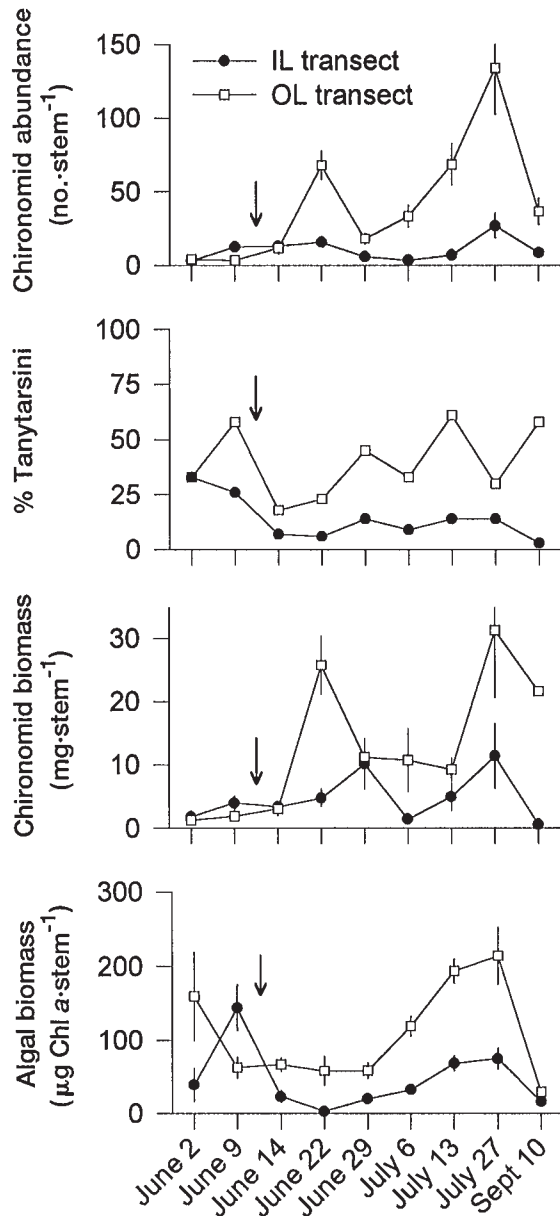 Chironomid abundance
(no.·stem⁻¹)
150
100
50
0
IL transect
OL transect
% Tanytarsini
100
75
50
25
0
Chironomid biomass
(mg·stem⁻¹)
30
20
10
0
Algal biomass
(µg Chl a·stem⁻¹)
300
200
100
0
June 2
June 9
June 14
June 22
June 29
July 6
July 13
July 27
Sept 10